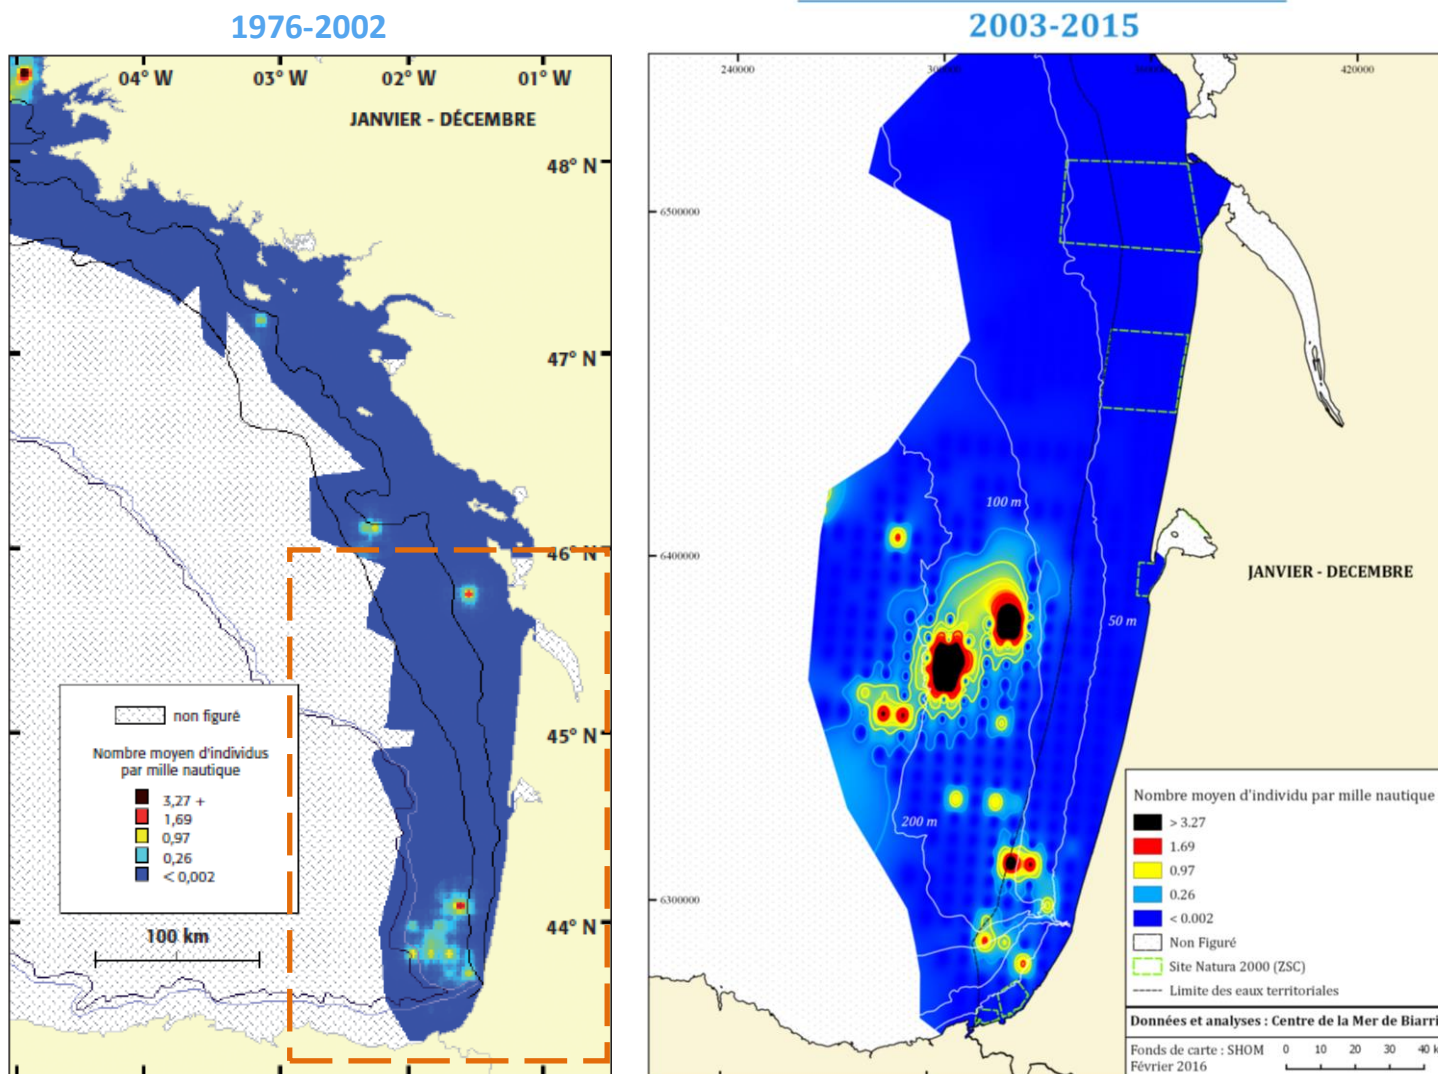 1976-2002
04° W
03° W
02° W
01° W
JANVIER - DÉCEMBRE
48° N
47° N
46° N
45° N
44° N
non figuré
Nombre moyen d'individus
par mille nautique
3,27 +
1,69
0,97
0,26
< 0,002
100 km
2003-2015
240000
420000
6500000
6400000
6300000
100 m
50 m
200 m
JANVIER - DECEMBRE
Nombre moyen d'individu par mille nautique
> 3.27
1.69
0.97
0.26
< 0.002
Non Figuré
Site Natura 2000 (ZSC)
Limite des eaux territoriales
Données et analyses : Centre de la Mer de Biarri
Fonds de carte : SHOM
Février 2016
0 10 20 30 40 k